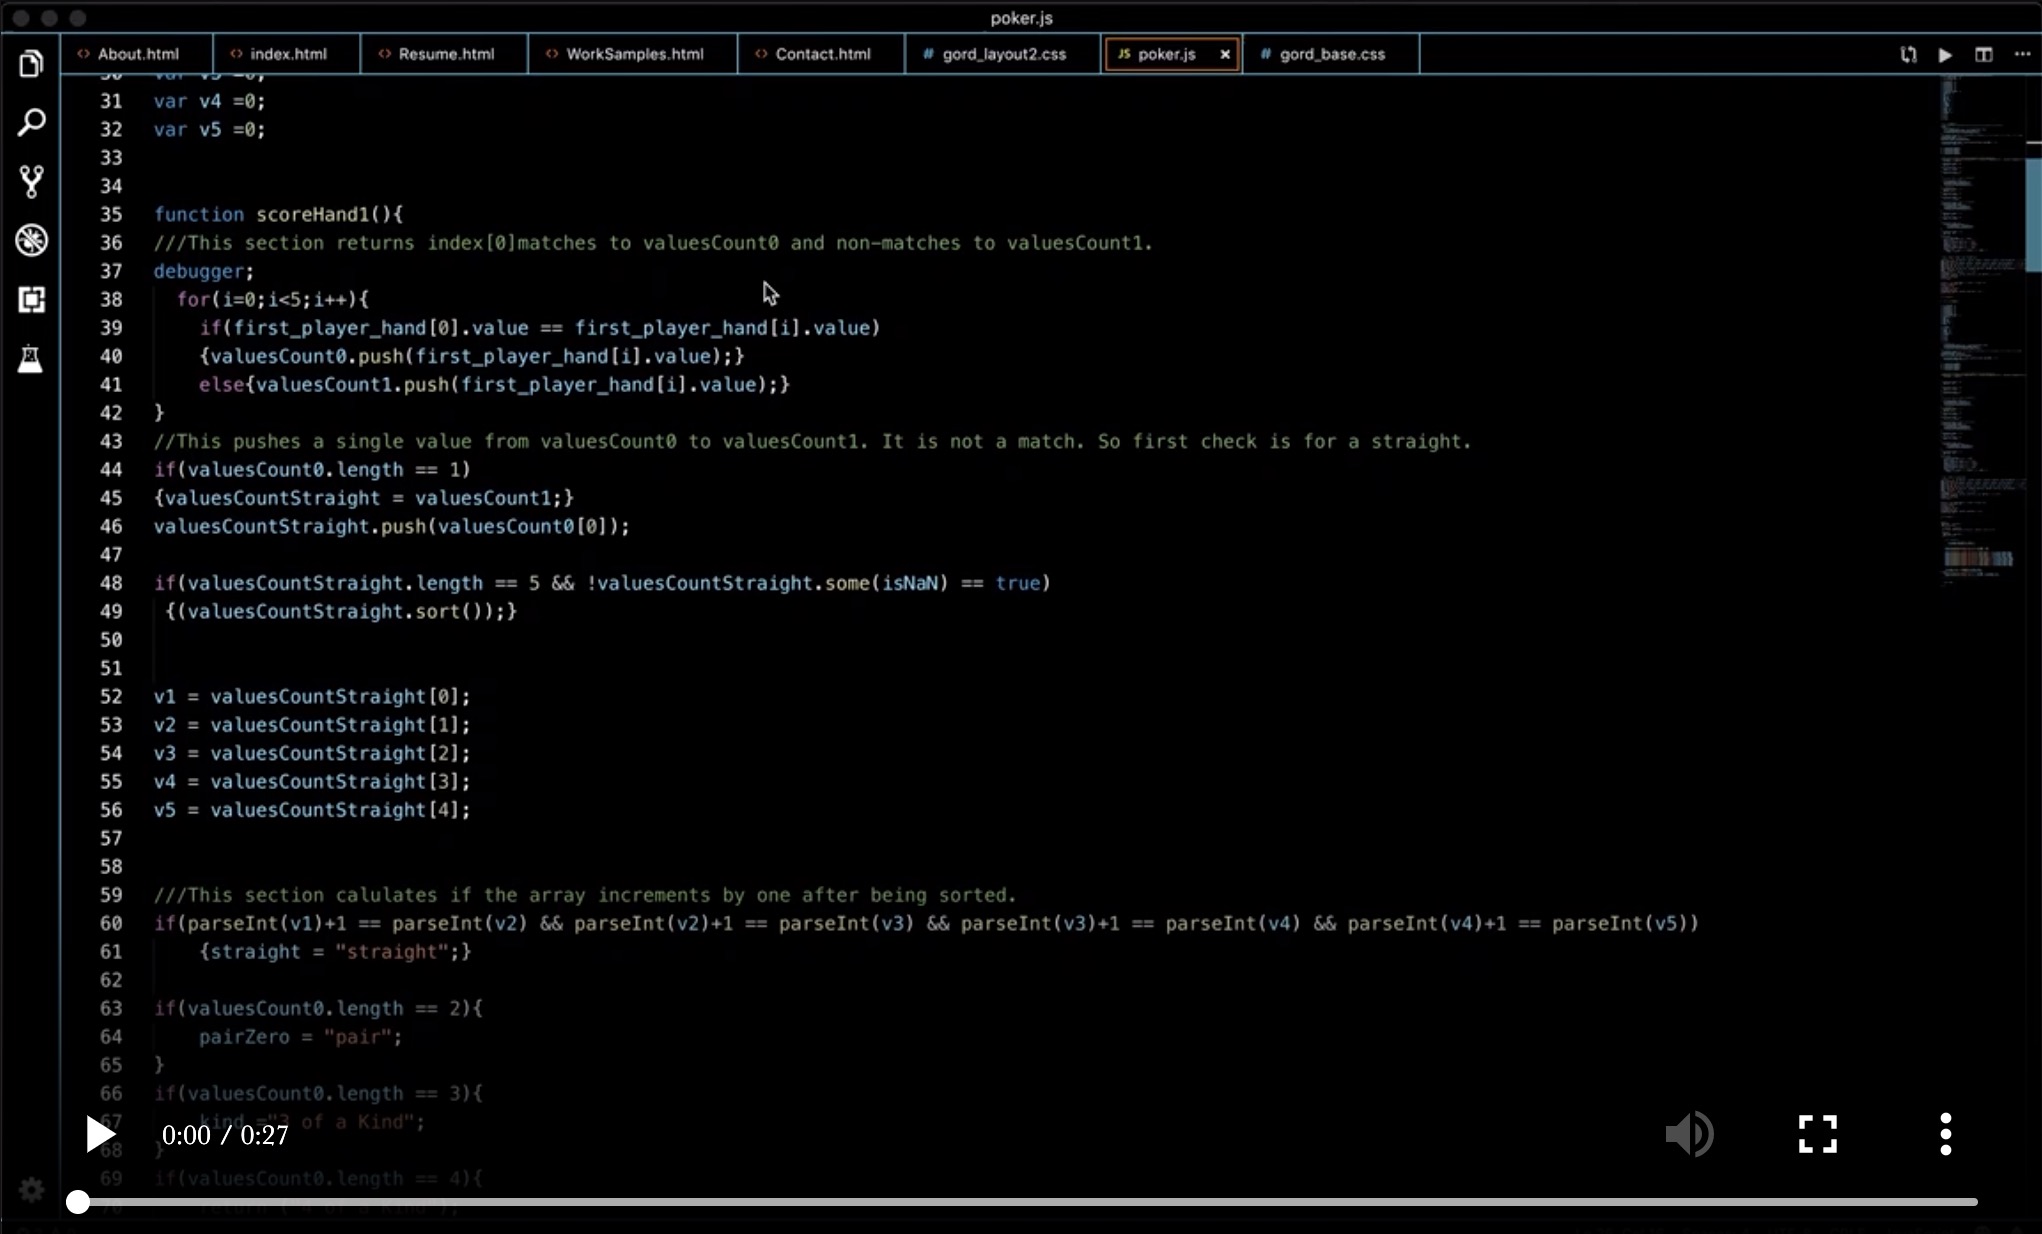 poker.js
<> About.html <> index.html <> Resume.html <> WorkSamples.html <> Contact.html # gord_layout2.css JS poker.js × # gord_base.css
30 var v3 =0;
31 var v4 =0;
32 var v5 =0;
33
34
35 function scoreHand1(){
36 ///This section returns index[0]matches to valuesCount0 and non-matches to valuesCount1.
37 debugger;
38 for(i=0;i<5;i++){
39 if(first_player_hand[0].value == first_player_hand[i].value)
40 {valuesCount0.push(first_player_hand[i].value);}
41 else{valuesCount1.push(first_player_hand[i].value);}
42 }
43 //This pushes a single value from valuesCount0 to valuesCount1. It is not a match. So first check is for a straight.
44 if(valuesCount0.length == 1)
45 {valuesCountStraight = valuesCount1;}
46 valuesCountStraight.push(valuesCount0[0]);
47
48 if(valuesCountStraight.length == 5 && !valuesCountStraight.some(isNaN) == true)
49 {(valuesCountStraight.sort());}
50
51
52 v1 = valuesCountStraight[0];
53 v2 = valuesCountStraight[1];
54 v3 = valuesCountStraight[2];
55 v4 = valuesCountStraight[3];
56 v5 = valuesCountStraight[4];
57
58
59 ///This section calulates if the array increments by one after being sorted.
60 if(parseInt(v1)+1 == parseInt(v2) && parseInt(v2)+1 == parseInt(v3) && parseInt(v3)+1 == parseInt(v4) && parseInt(v4)+1 == parseInt(v5))
61 {straight = "straight";}
62
63 if(valuesCount0.length == 2){
64 pairZero = "pair";
65 }
66 if(valuesCount0.length == 3){
67 kind ="3 of a Kind";
68 }
0:00 / 0:27
69 if(valuesCount0.length == 4){
70 return ("4 of a Kind");